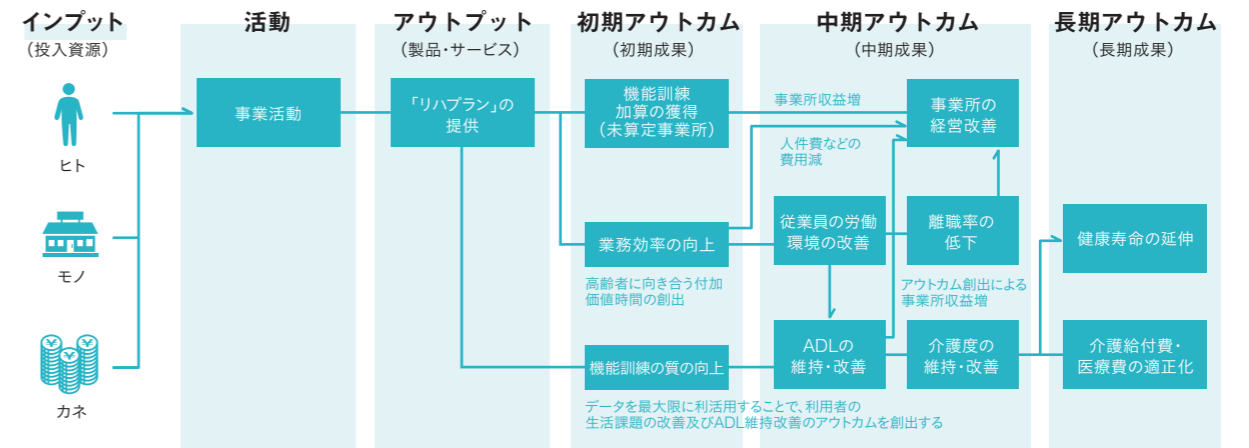 インプット
(投入資源)
活動
アウトプット
(製品・サービス)
初期アウトカム
(初期成果)
中期アウトカム
(中期成果)
長期アウトカム
(長期成果)
ヒト
モノ
¥
¥
¥
カネ
事業活動
「リハプラン」の
提供
機能訓練
加算の獲得
(未算定事業所)
事業所収益増
事業所の
経営改善
人件費などの
費用減
業務効率の向上
高齢者に向き合う付加
価値時間の創出
従業員の労働
環境の改善
離職率の
低下
アウトカム創出による
事業所収益増
健康寿命の延伸
機能訓練の質の向上
データを最大限に利活用することで、利用者の
生活課題の改善及びADL維持改善のアウトカムを創出する
ADLの
維持・改善
介護度の
維持・改善
介護給付費・
医療費の適正化